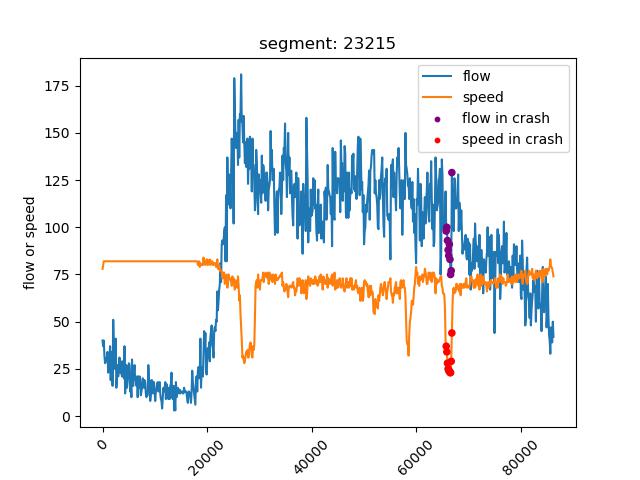 segment: 23215
flow
speed
flow in crash
speed in crash
flow or speed
175
150
125
100
75
50
25
0
0
20000
40000
60000
80000